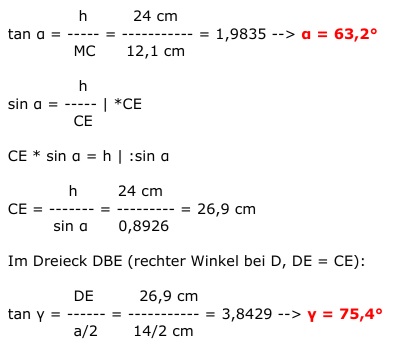 h 24 cm
tan α = ----- = ----------- = 1,9835 --> α = 63,2°
MC 12,1 cm
h
sin α = ----- | *CE
CE
CE * sin α = h | :sin α
h 24 cm
CE = ------- = --------- = 26,9 cm
sin α 0,8926
Im Dreieck DBE (rechter Winkel bei D, DE = CE):
DE 26,9 cm
tan γ = ------ = ----------- = 3,8429 --> γ = 75,4°
a/2 14/2 cm